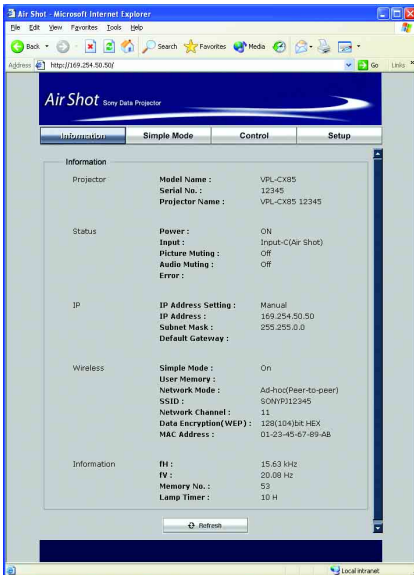 Air Shot - Microsoft Internet Explorer
File Edit View Favorites Tools Help
Back Search Favorites Media
Address http://169.254.50.50/ Go Links »
Air Shot Sony Data Projector
Information Simple Mode Control Setup
Information
Projector Model Name : VPL-CX85
Serial No. : 12345
Projector Name : VPL-CX85 12345
Status Power : ON
Input : Input-C(Air Shot)
Picture Muting : Off
Audio Muting : Off
Error :
IP IP Address Setting : Manual
IP Address : 169.254.50.50
Subnet Mask : 255.255.0.0
Default Gateway :
Wireless Simple Mode : On
User Memory :
Network Mode : Ad-hoc(Peer-to-peer)
SSID : SONYPJ12345
Network Channel : 11
Data Encryption(WEP) : 128(104)bit HEX
MAC Address : 01-23-45-67-89-AB
Information fH : 15.63 kHz
fV : 20.08 Hz
Memory No. : 53
Lamp Timer : 10 H
Refresh
Local intranet